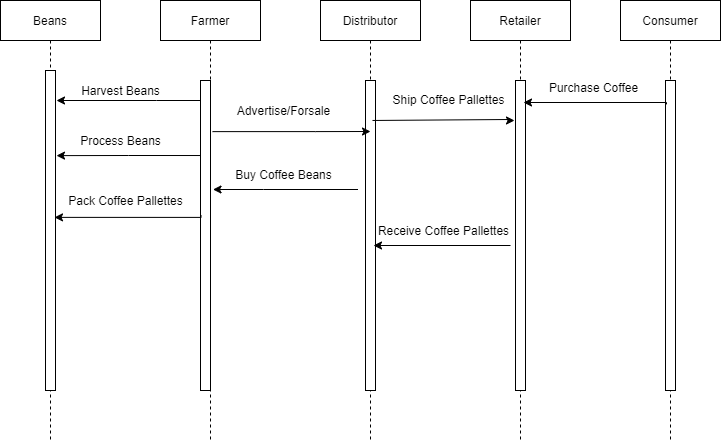 Beans
Farmer
Distributor
Retailer
Consumer
Harvest Beans
Advertise/Forsale
Ship Coffee Pallettes
Purchase Coffee
Process Beans
Buy Coffee Beans
Pack Coffee Pallettes
Receive Coffee Pallettes